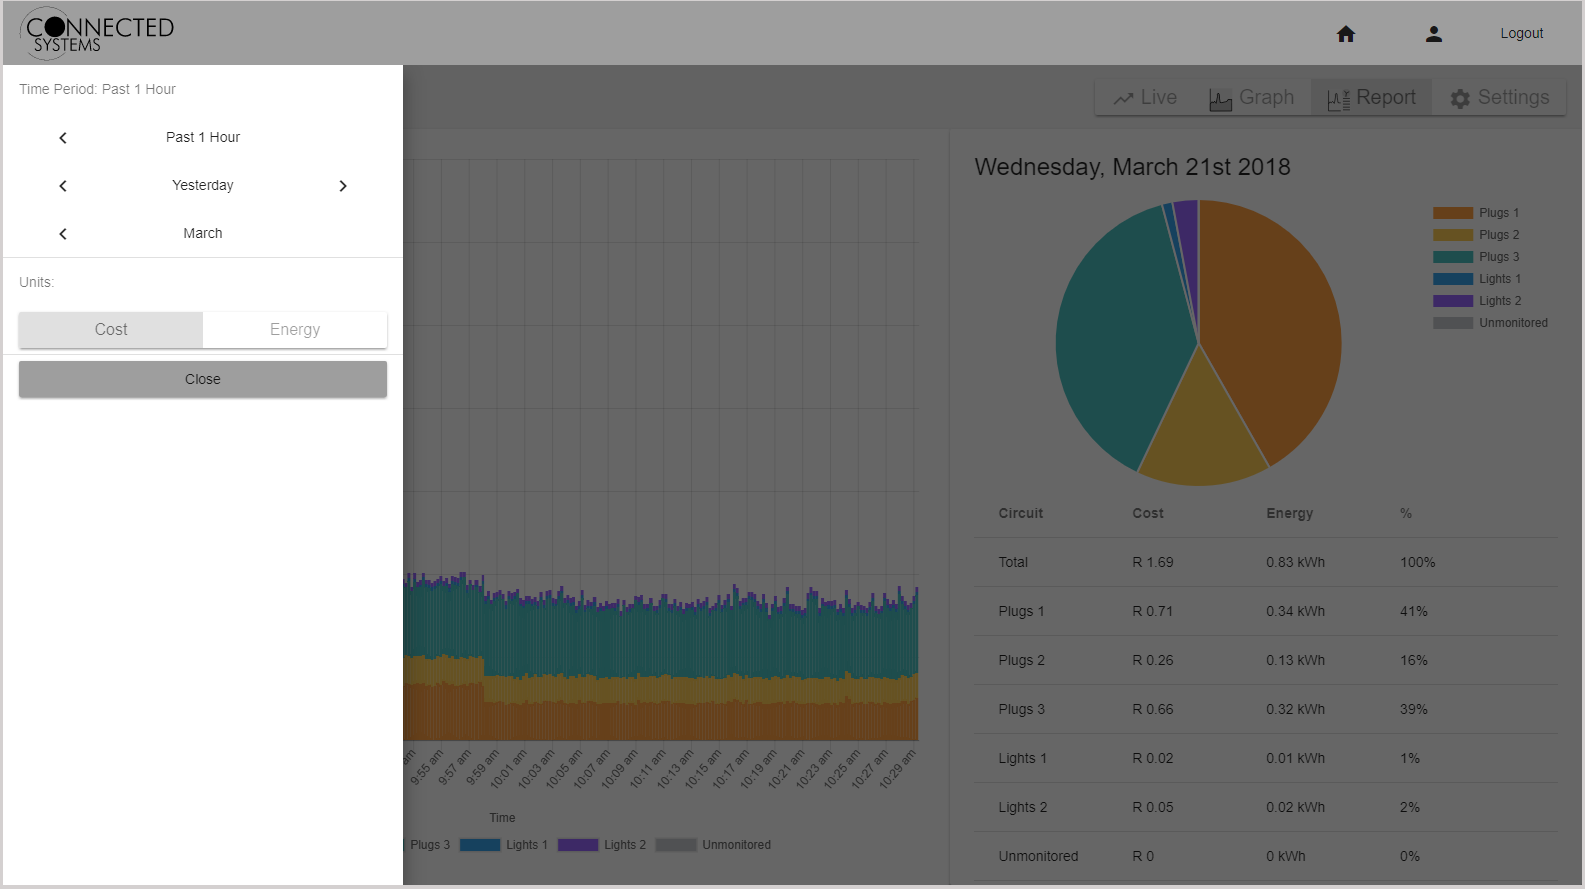 CONNECTED
SYSTEMS
Logout
Time Period: Past 1 Hour
Past 1 Hour
Yesterday
March
Units:
Cost Energy
Close
Live Graph Report Settings
am 9:55 am 9:57 am 9:59 am 10:01 am 10:03 am 10:05 am 10:07 am 10:09 am 10:11 am 10:13 am 10:15 am 10:17 am 10:19 am 10:21 am 10:23 am 10:25 am 10:27 am 10:29 am
Time
Plugs 3 Lights 1 Lights 2 Unmonitored
Wednesday, March 21st 2018
Plugs 1
Plugs 2
Plugs 3
Lights 1
Lights 2
Unmonitored
Circuit Cost Energy %
Total R 1.69 0.83 kWh 100%
Plugs 1 R 0.71 0.34 kWh 41%
Plugs 2 R 0.26 0.13 kWh 16%
Plugs 3 R 0.66 0.32 kWh 39%
Lights 1 R 0.02 0.01 kWh 1%
Lights 2 R 0.05 0.02 kWh 2%
Unmonitored R 0 0 kWh 0%